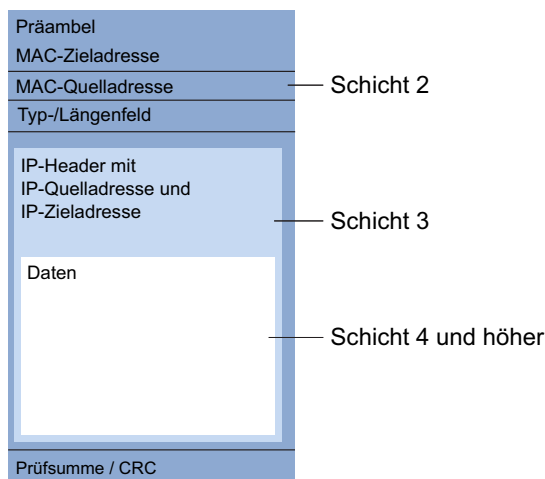 Präambel
MAC-Zieladresse
MAC-Quelladresse
Schicht 2
Typ-/Längenfeld
IP-Header mit
IP-Quelladresse und
IP-Zieladresse
Schicht 3
Daten
Schicht 4 und höher
Prüfsumme / CRC